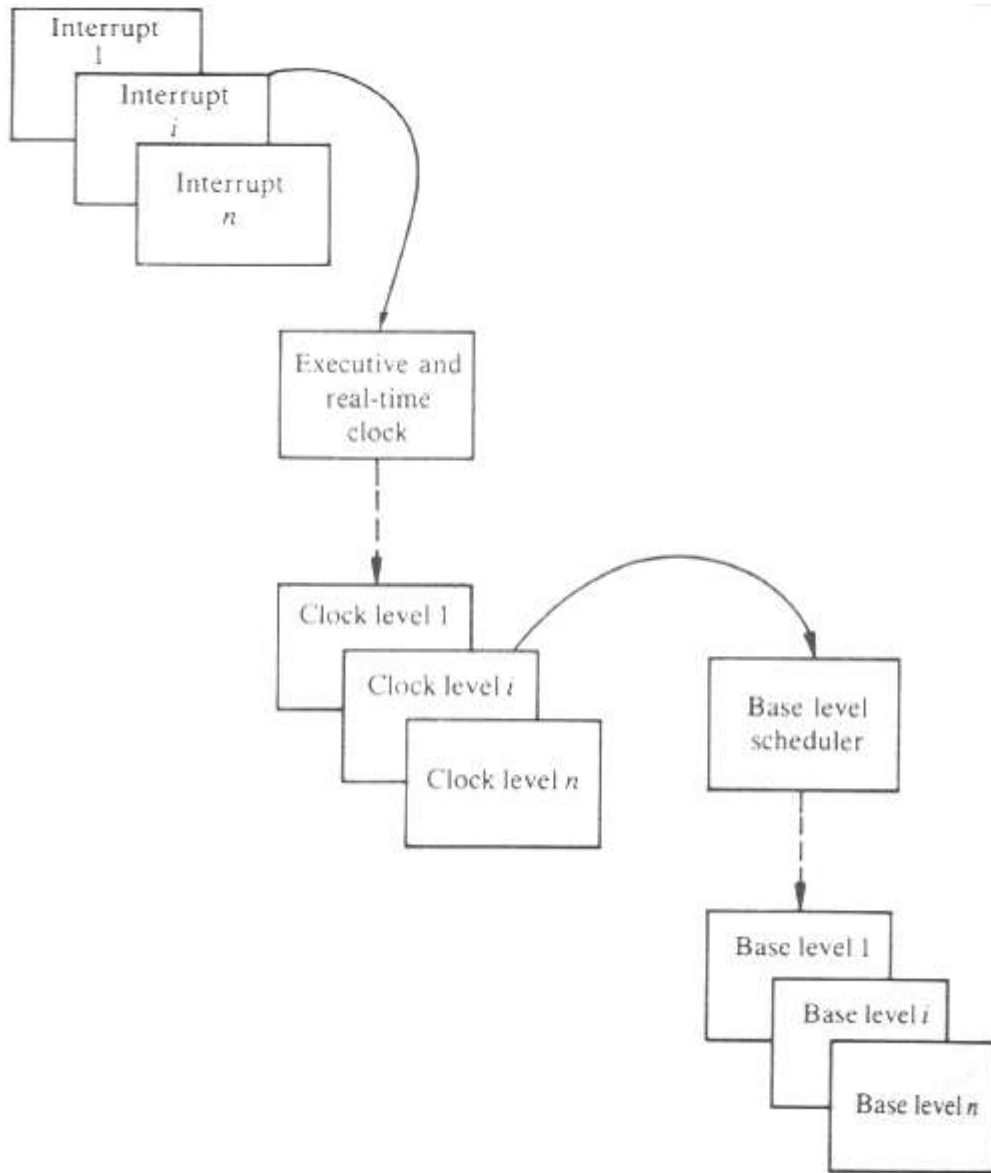 Interrupt
1
Interrupt
i
Interrupt
n
Executive and
real-time
clock
Clock level 1
Clock level i
Clock level n
Base level
scheduler
Base level 1
Base level i
Base level n